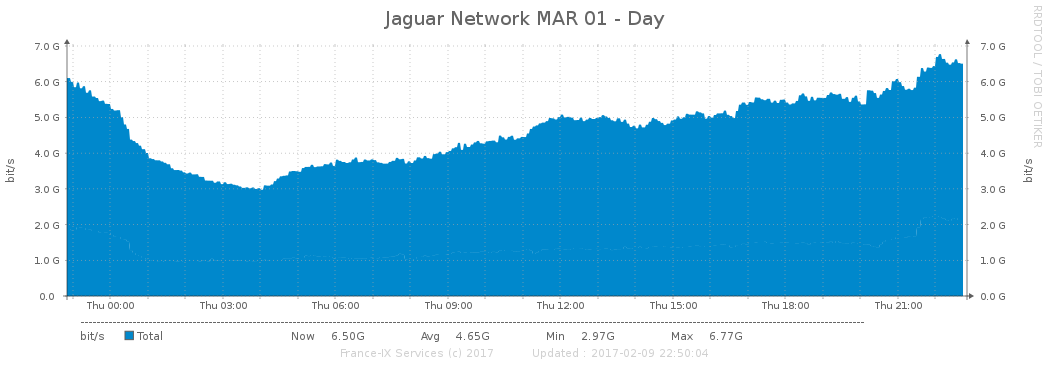 Jaguar Network MAR 01 - Day
RRDTOOL / TOBI OETIKER
7.0 G 7.0 G
6.0 G 6.0 G
5.0 G 5.0 G
4.0 G 4.0 G
3.0 G 3.0 G
2.0 G 2.0 G
1.0 G 1.0 G
0.0 0.0 G
bit/s
bit/s
Thu 00:00 Thu 03:00 Thu 06:00 Thu 09:00 Thu 12:00 Thu 15:00 Thu 18:00 Thu 21:00
bit/s Total Now 6.50G Avg 4.65G Min 2.97G Max 6.77G
France-IX Services (c) 2017 Updated : 2017-02-09 22:50:04